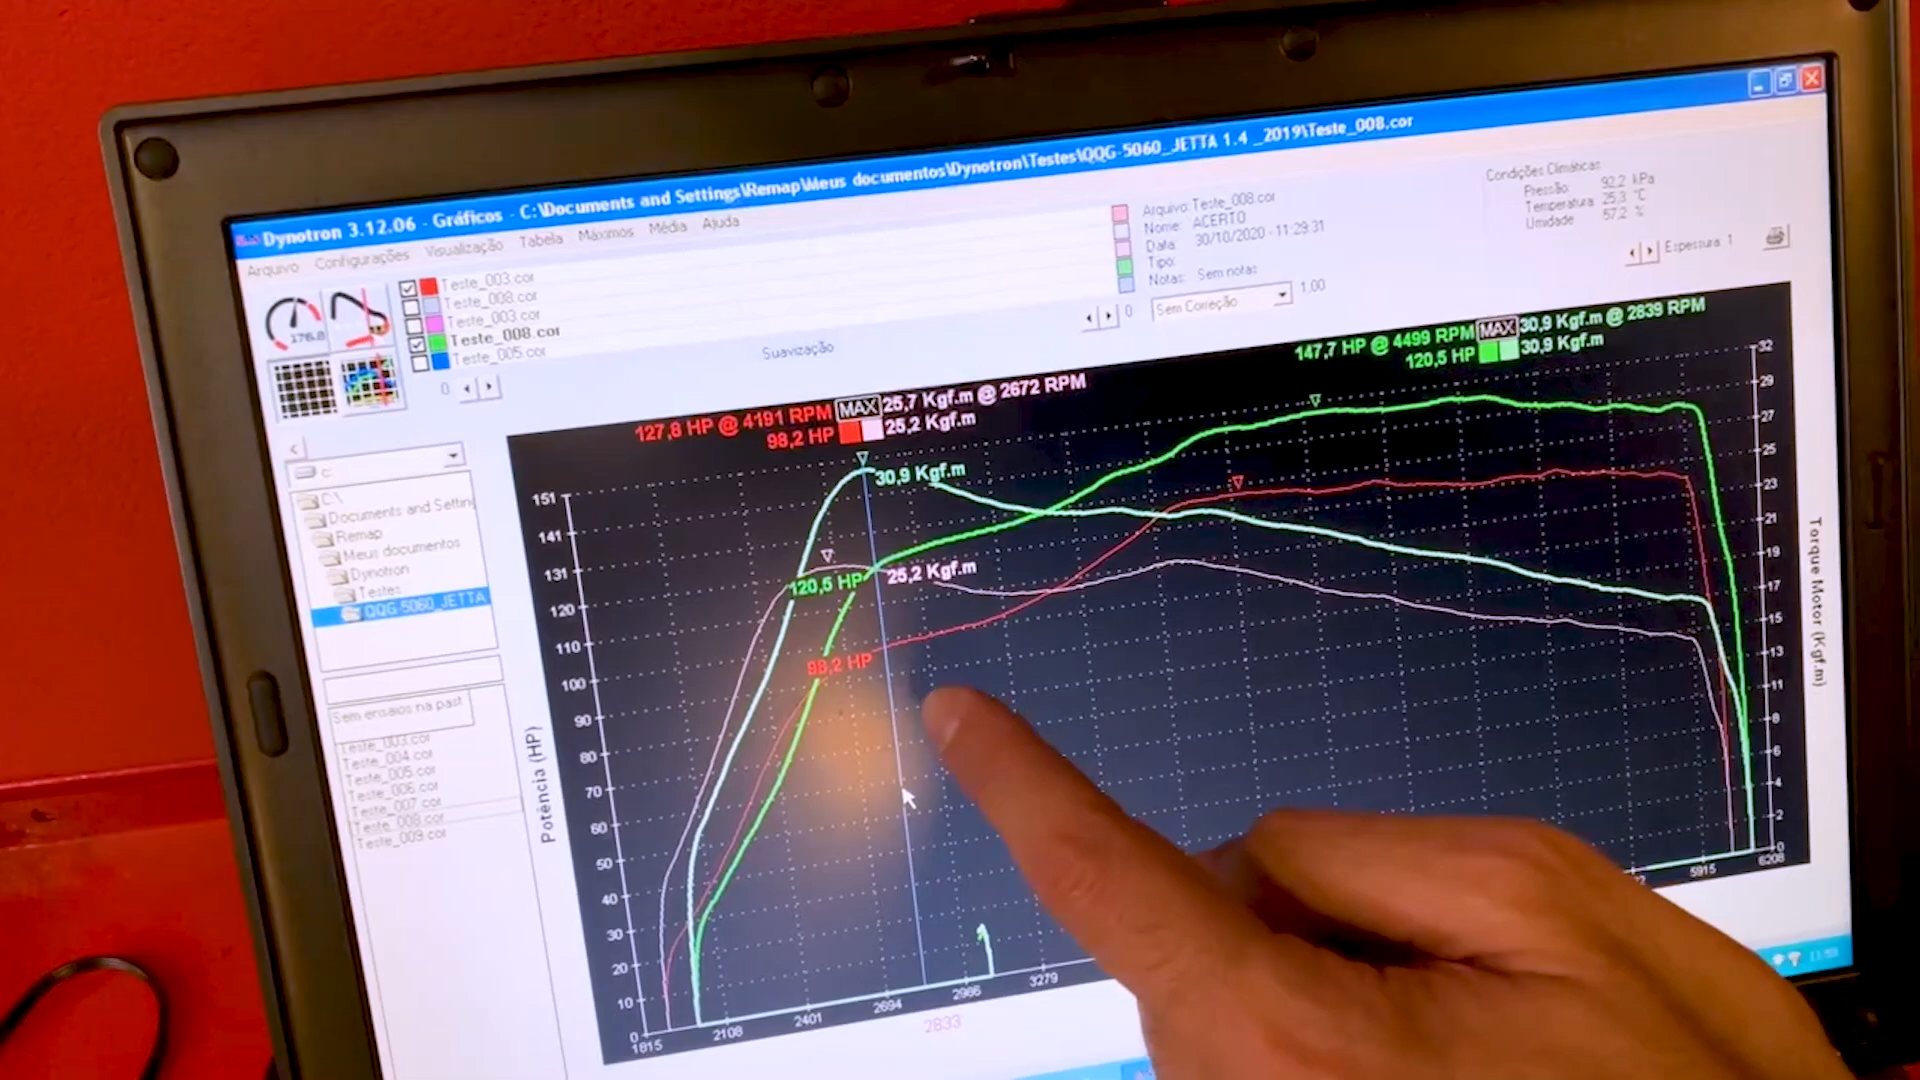 Dynotron 3.12.06 - Gráficos - C:\Documents and Settings\Remap\Meus documentos\Dynotron\Testes\QQG-5060_JETTA 1.4 _2019\Teste_008.cor
Arquivo Configurações Visualização Tabela Máximos Média Ajuda
Teste_003.cor
Teste_008.cor
Teste_003.cor
Teste_008.cor
Teste_005.cor
176.8
0
Suavização
Arquivo: Teste_008.cor
Nome: ACERTO
Data: 30/10/2020 - 11:29:31
Tipo:
Notas: Sem notas
0 Sem Correção 1,00
Condições Climáticas:
Pressão: 92,2 kPa
Temperatura: 25,3 °C
Umidade 57,2 %
Espessura: 1
c:
C:\
Documents and Setting
Remap
Meus documentos
Dynotron
Testes
QQG-5060_JETTA
Sem ensaios na past
Teste_003.cor
Teste_004.cor
Teste_005.cor
Teste_006.cor
Teste_007.cor
Teste_008.cor
Teste_009.cor
127,8 HP @ 4191 RPM MAX 25,7 Kgf.m @ 2672 RPM
98,2 HP 25,2 Kgf.m
147,7 HP @ 4499 RPM MAX 30,9 Kgf.m @ 2839 RPM
120,5 HP 30,9 Kgf.m
30,9 Kgf.m
120,5 HP
25,2 Kgf.m
98,2 HP
Potência (HP)
151
141
131
120
110
100
90
80
70
60
50
40
30
20
10
0
1815 2108 2401 2694 2986 3279 5915 6208
2833
Torque Motor (Kgf.m)
32
29
27
25
23
21
19
17
15
13
11
8
6
4
2
0